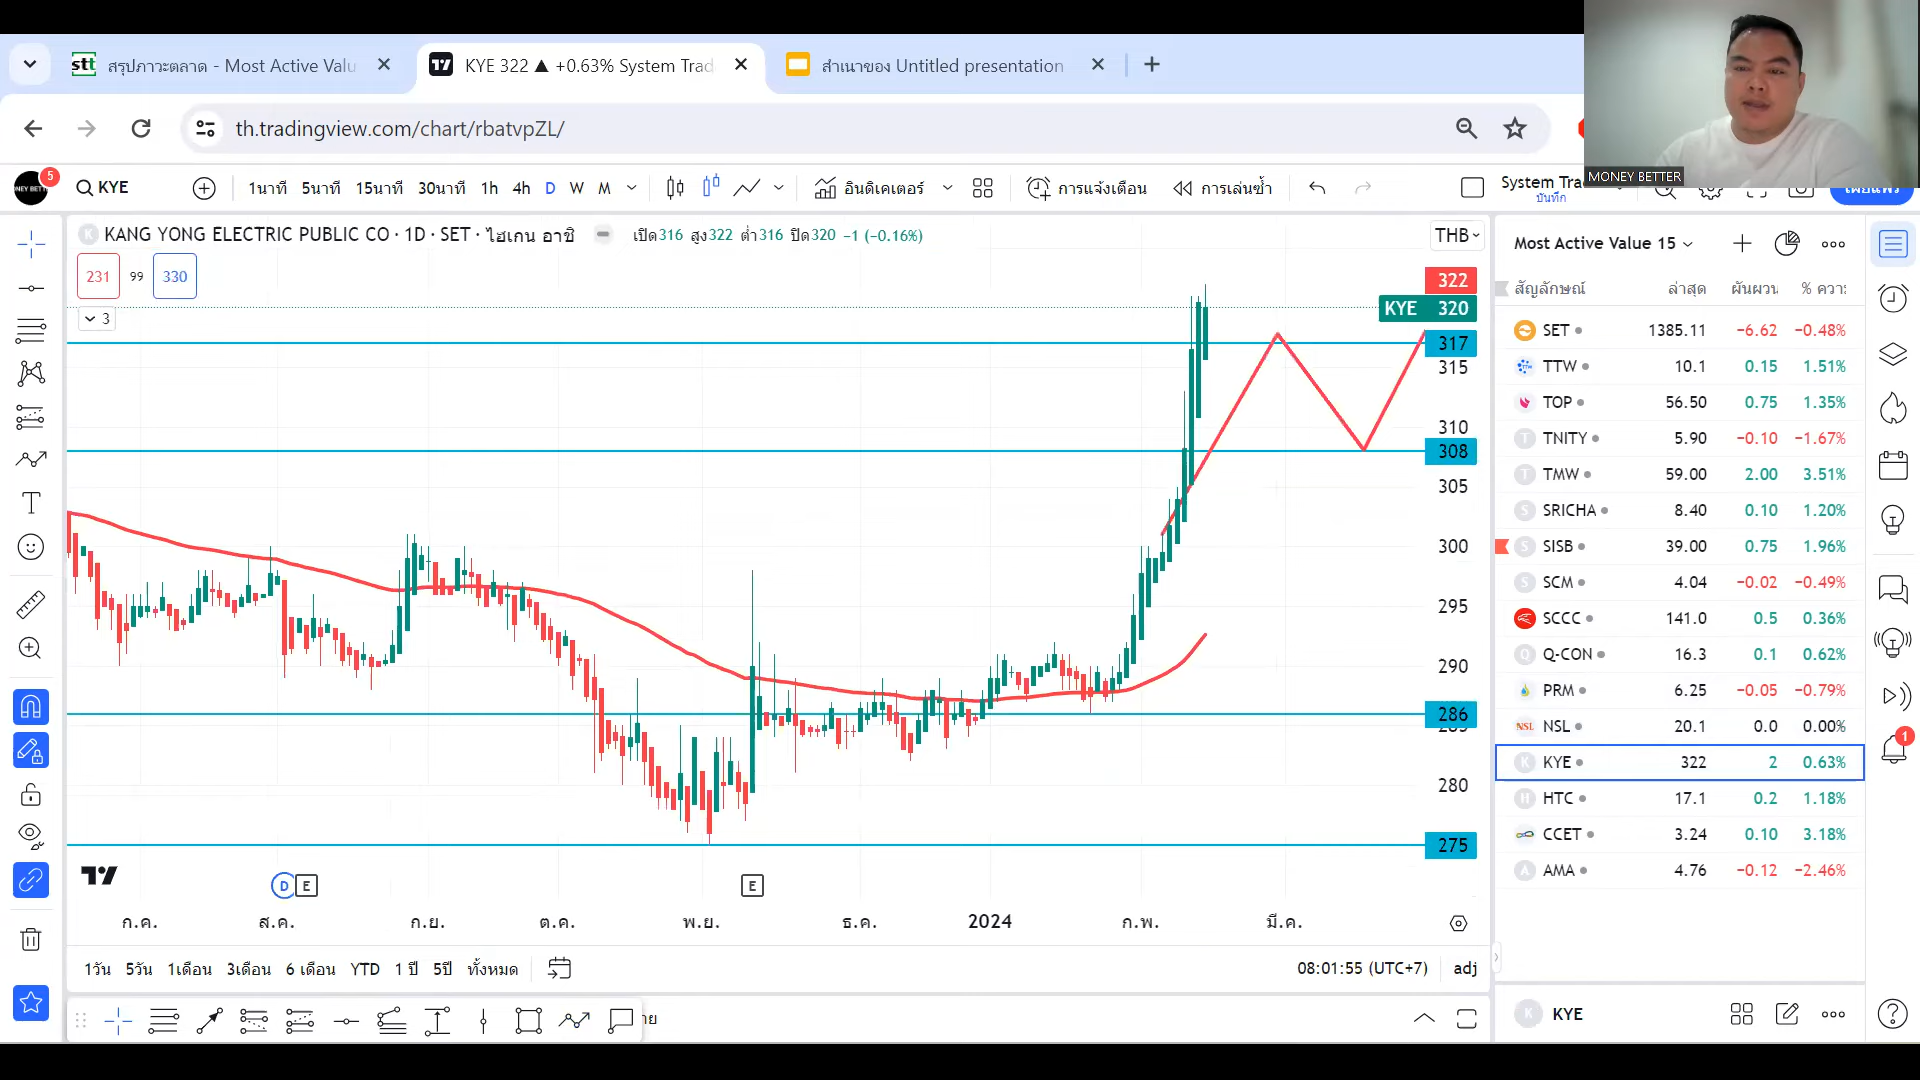 stt สรุปภาวะตลาด - Most Active Valu
KYE 322 ▲ +0.63% System Trad
สำเนาของ Untitled presentation
th.tradingview.com/chart/rbatvpZL/
MONEY BETTER
5
KYE
1นาที 5นาที 15นาที 30นาที 1h 4h D W M
อินดิเคเตอร์
การแจ้งเตือน
การเล่นซ้ำ
บันทึก
KANG YONG ELECTRIC PUBLIC CO · 1D · SET · ไฮเกน อาชิ
เปิด316 สูง322 ต่ำ316 ปิด320 −1 (−0.16%)
THB
231 99 330
3
322
KYE 320
317
315
310
308
305
300
295
290
286
280
275
D E
E
ก.ค. ส.ค. ก.ย. ต.ค. พ.ย. ธ.ค. 2024 ก.พ. มี.ค.
1วัน 5วัน 1เดือน 3เดือน 6 เดือน YTD 1 ปี 5ปี ทั้งหมด
08:01:55 (UTC+7) adj
Most Active Value 15
สัญลักษณ์ ล่าสุด ผันผวน
SET 1385.11 −6.62 −0.48%
TTW 10.1 0.15 1.51%
TOP 56.50 0.75 1.35%
TNITY 5.90 −0.10 −1.67%
TMW 59.00 2.00 3.51%
SRICHA 8.40 0.10 1.20%
SISB 39.00 0.75 1.96%
SCM 4.04 −0.02 −0.49%
SCCC 141.0 0.5 0.36%
Q-CON 16.3 0.1 0.62%
PRM 6.25 −0.05 −0.79%
NSL 20.1 0.0 0.00%
KYE 322 2 0.63%
HTC 17.1 0.2 1.18%
CCET 3.24 0.10 3.18%
AMA 4.76 −0.12 −2.46%
1
KYE